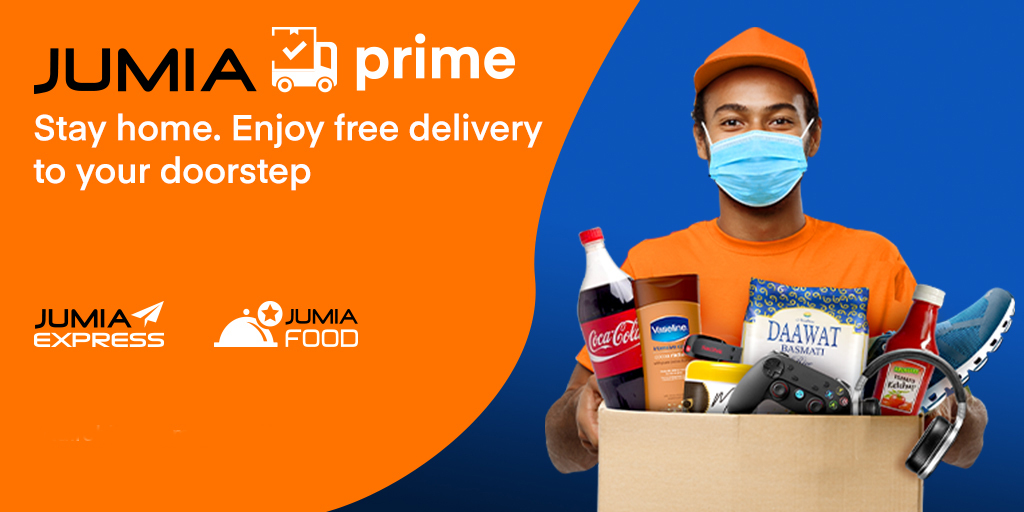 JUMIA prime
Stay home. Enjoy free delivery
to your doorstep
JUMIA
EXPRESS
JUMIA
FOOD
Coca-Cola
Vaseline
DAAWAT
BASMATI
Ketchup